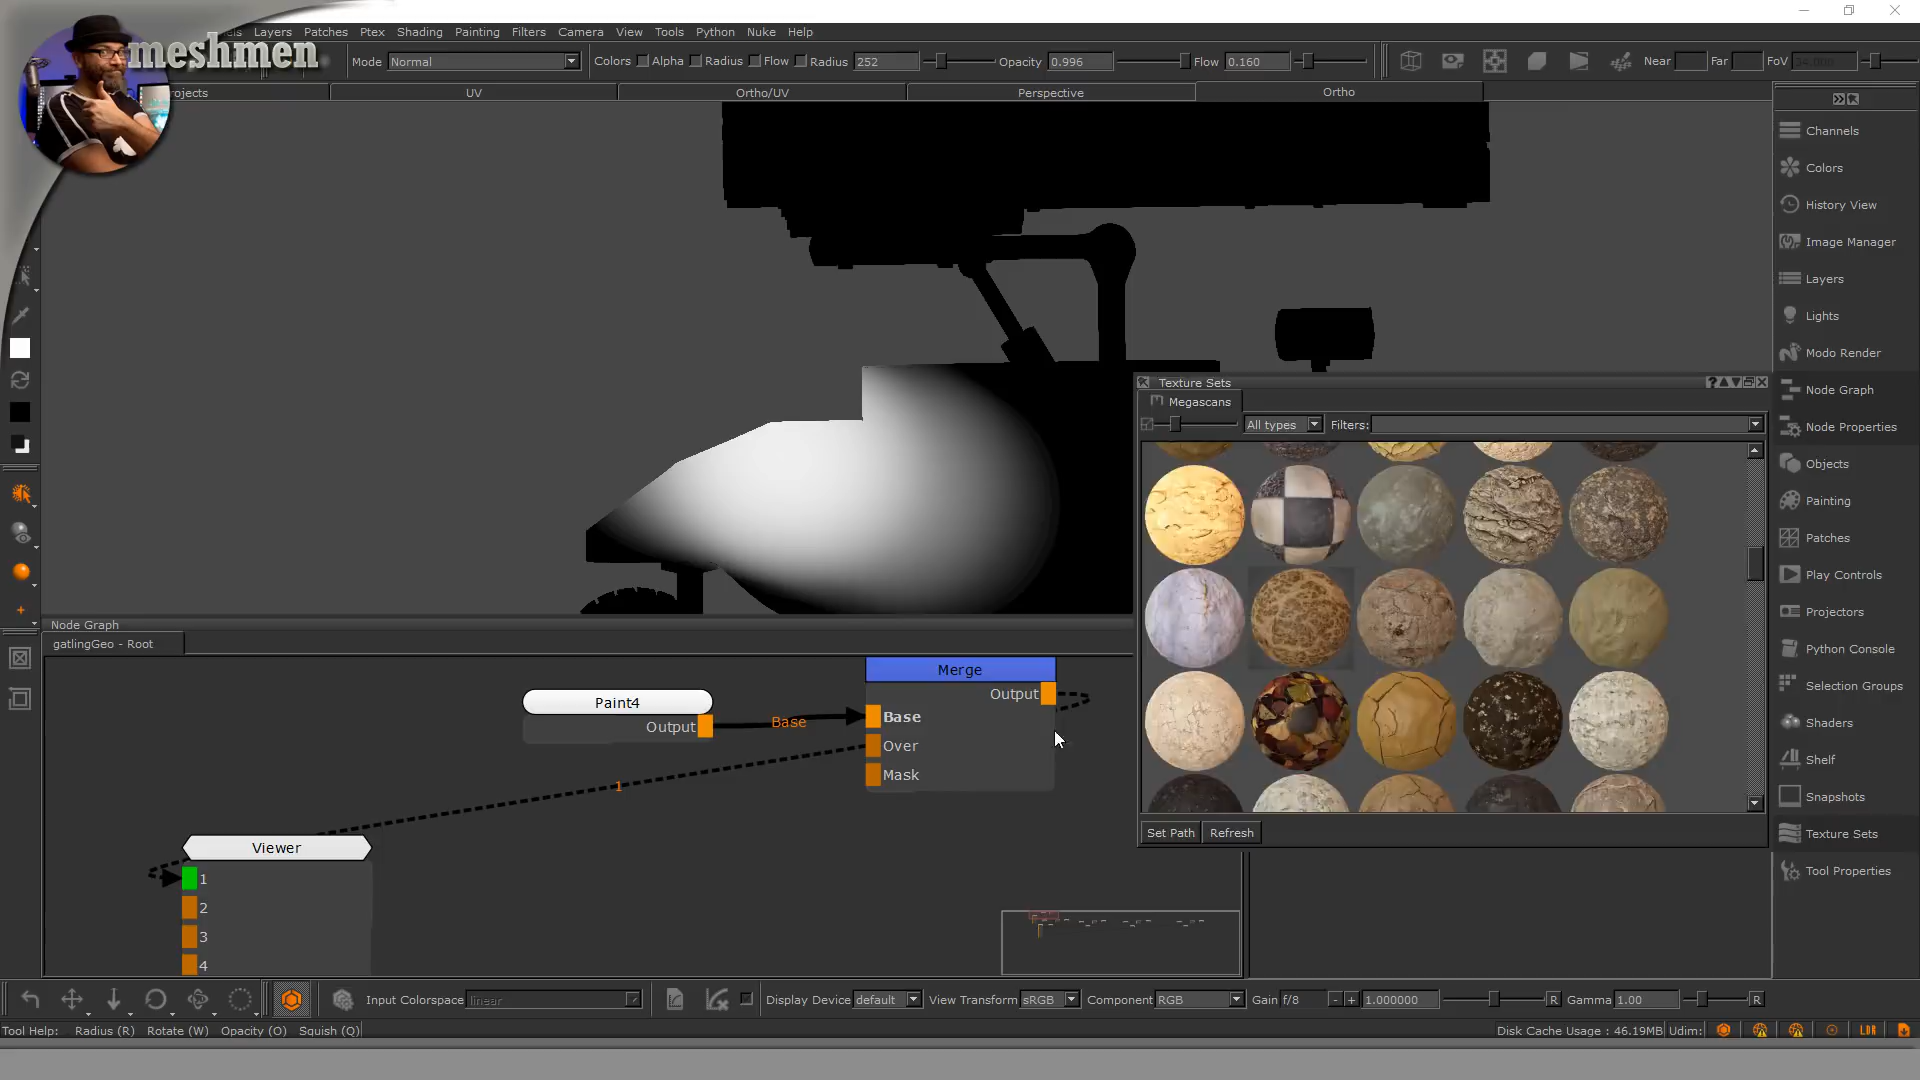 meshmen
els Layers Patches Ptex Shading Painting Filters Camera View Tools Python Nuke Help
Mode Normal Colors Alpha Radius Flow Radius 252 Opacity 0.996 Flow 0.160 Near Far FoV 34.000
ojects UV Ortho/UV Perspective Ortho
Channels
Colors
History View
Image Manager
Layers
Lights
Modo Render
Node Graph
Node Properties
Objects
Painting
Patches
Play Controls
Projectors
Python Console
Selection Groups
Shaders
Shelf
Snapshots
Texture Sets
Tool Properties
Texture Sets
Megascans
All types Filters:
Set Path Refresh
Node Graph
gatlingGeo - Root
Merge
Output
Base
Over
Mask
Paint4
Output
Base
1
Viewer
1
2
3
4
Input Colorspace linear Display Device default View Transform sRGB Component RGB Gain f/8 - + 1.000000 R Gamma 1.00 R
Tool Help: Radius (R) Rotate (W) Opacity (O) Squish (Q) Disk Cache Usage : 46.19MB Udim: LDR